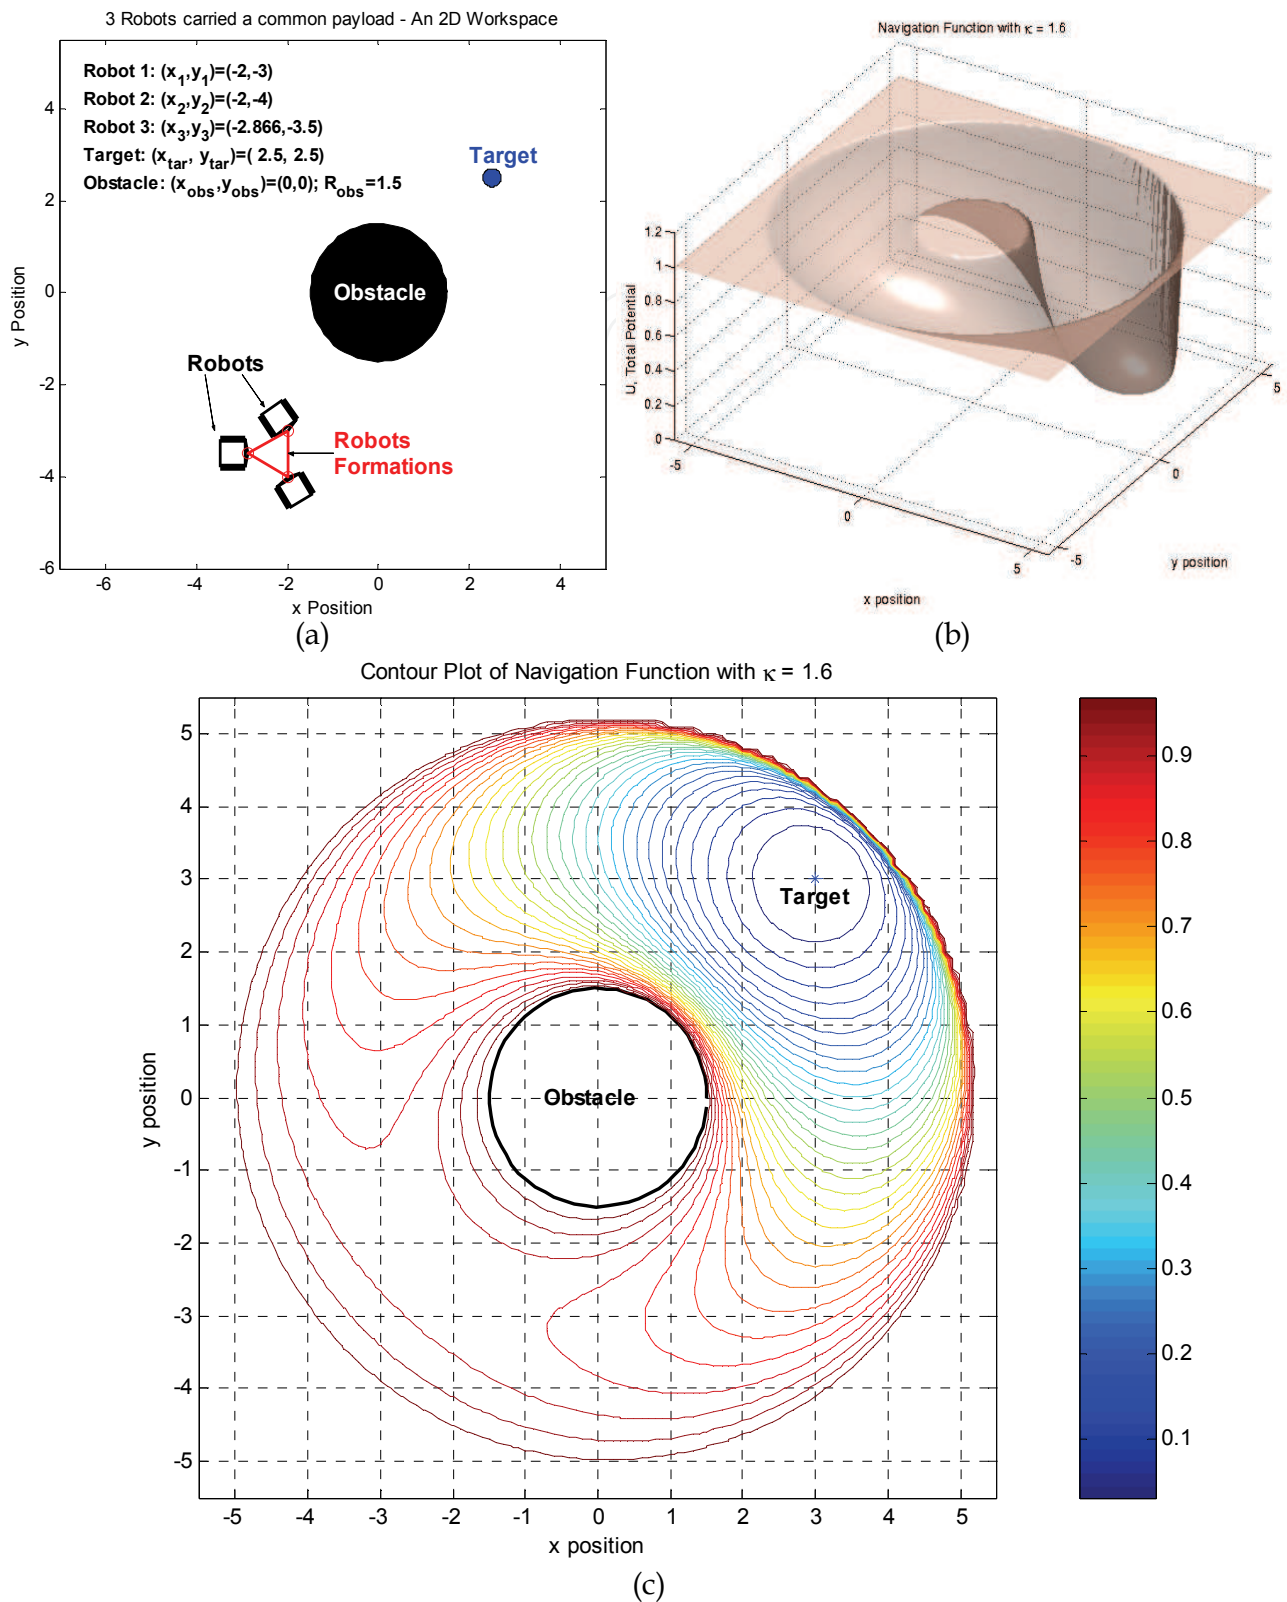 3 Robots carried a common payload - An 2D Workspace
Robot 1: (x1,y1)=(-2,-3)
Robot 2: (x2,y2)=(-2,-4)
Robot 3: (x3,y3)=(-2.866,-3.5)
Target: (xtar, ytar)=( 2.5, 2.5)
Obstacle: (xobs,yobs)=(0,0); Robs=1.5
Target
Obstacle
Robots
Robots
Formations
4
2
0
-2
-4
-6
y Position
-6 -4 -2 0 2 4
x Position
(a)
Navigation Function with κ = 1.6
1.2
1
0.8
0.6
0.4
0.2
0
U, Total Potential
-5
0
5
x position
-5
0
5
y position
(b)
Contour Plot of Navigation Function with κ = 1.6
5
4
3
2
1
0
-1
-2
-3
-4
-5
y position
Target
Obstacle
-5 -4 -3 -2 -1 0 1 2 3 4 5
x position
0.9
0.8
0.7
0.6
0.5
0.4
0.3
0.2
0.1
(c)